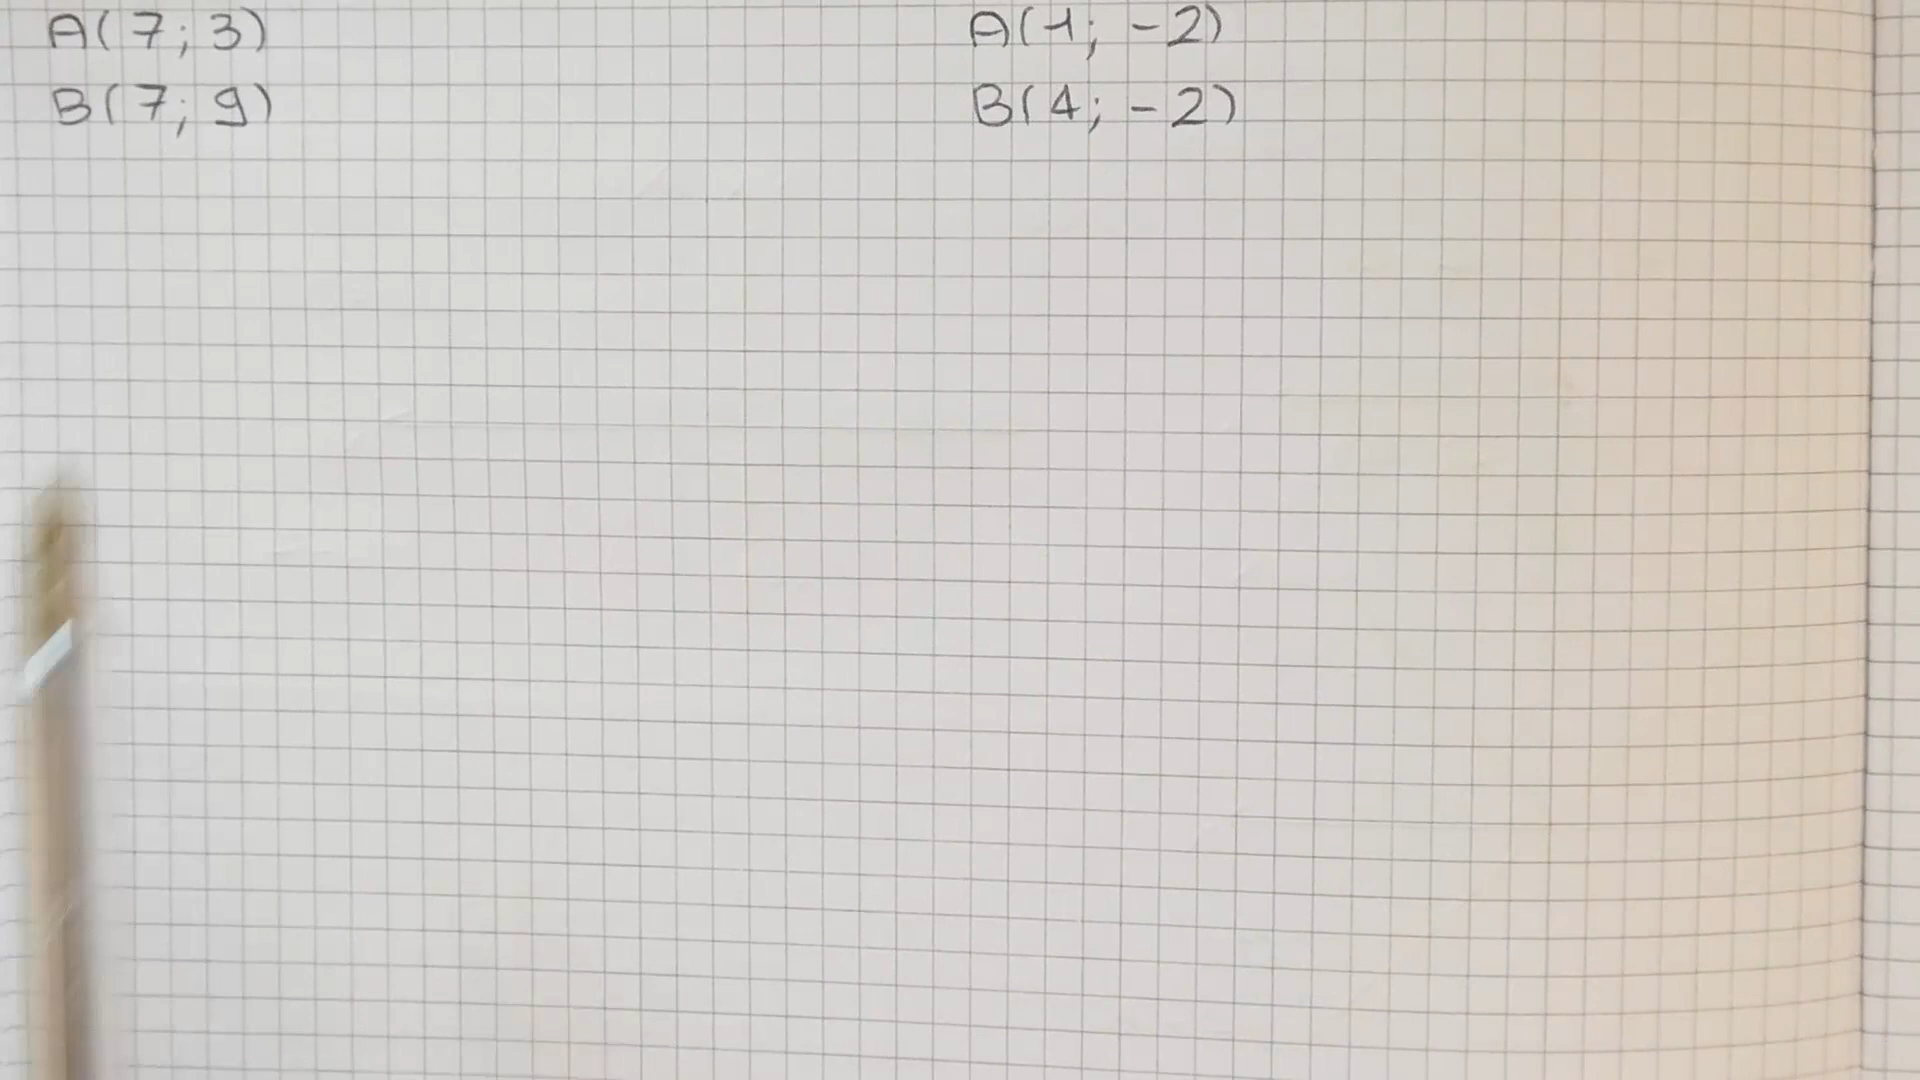 A(7; 3)
B(7; 9)
A(1; -2)
B(4; -2)